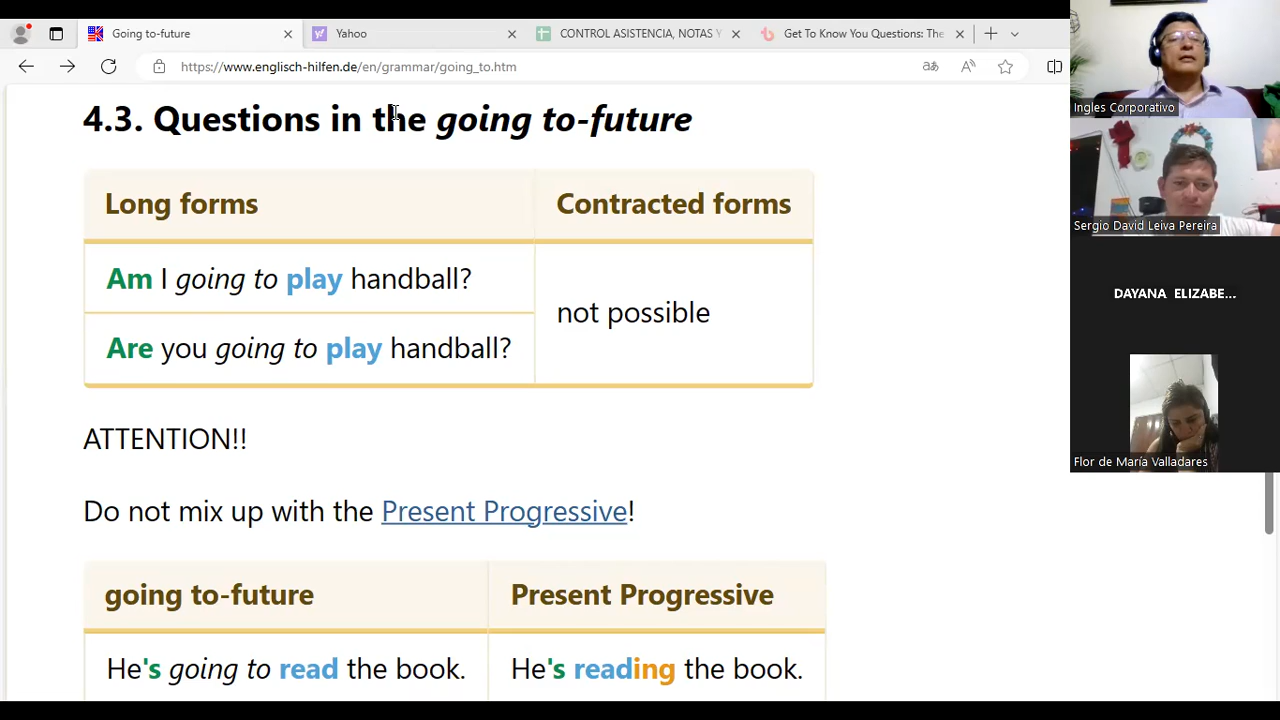 Going to-future
Yahoo
CONTROL ASISTENCIA, NOTAS Y
Get To Know You Questions: The
https://www.englisch-hilfen.de/en/grammar/going_to.htm
4.3. Questions in the going to-future
Long forms
Contracted forms
Am I going to play handball?
not possible
Are you going to play handball?
ATTENTION!!
Do not mix up with the Present Progressive!
going to-future
Present Progressive
He's going to read the book.
He's reading the book.
Ingles Corporativo
Sergio David Leiva Pereira
DAYANA ELIZABE...
Flor de María Valladares